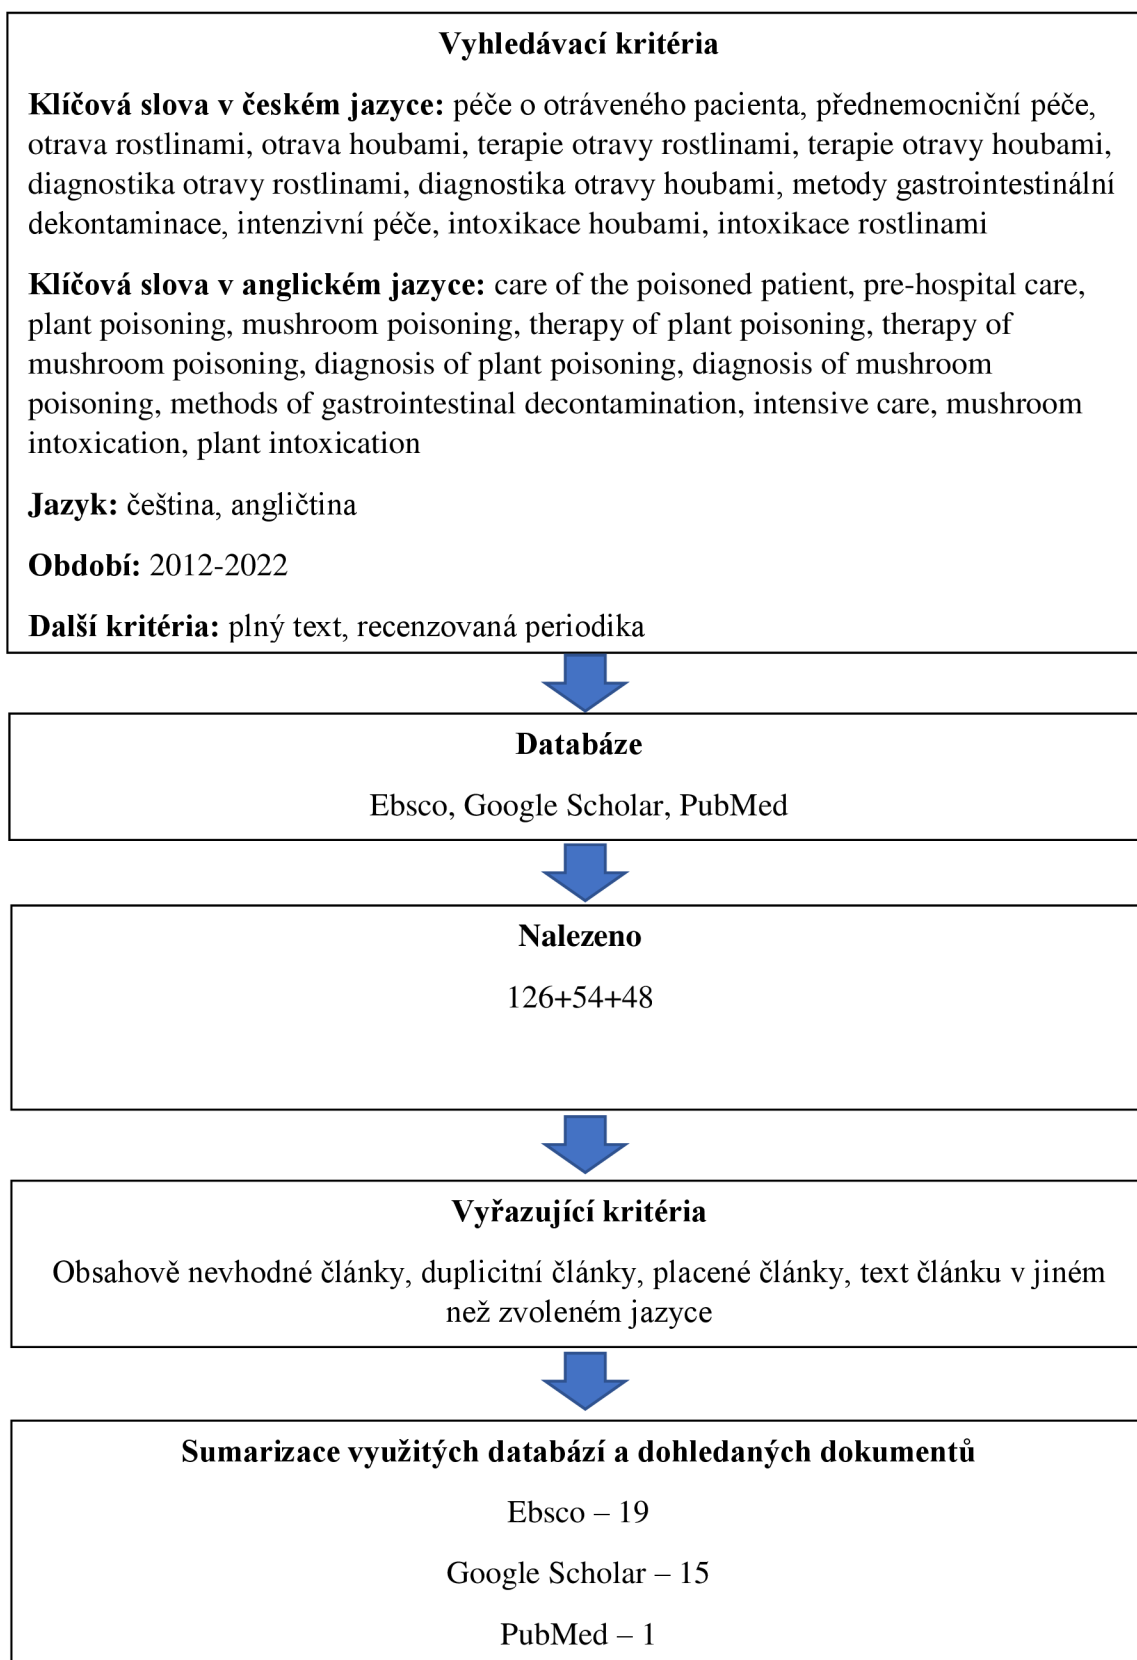 Vyhledávací kritéria
Klíčová slova v českém jazyce: péče o otráveného pacienta, přednemocniční péče,
otrava rostlinami, otrava houbami, terapie otravy rostlinami, terapie otravy houbami,
diagnostika otravy rostlinami, diagnostika otravy houbami, metody gastrointestinální
dekontaminace, intenzivní péče, intoxikace houbami, intoxikace rostlinami
Klíčová slova v anglickém jazyce: care of the poisoned patient, pre-hospital care,
plant poisoning, mushroom poisoning, therapy of plant poisoning, therapy of
mushroom poisoning, diagnosis of plant poisoning, diagnosis of mushroom
poisoning, methods of gastrointestinal decontamination, intensive care, mushroom
intoxication, plant intoxication
Jazyk: čeština, angličtina
Období: 2012-2022
Další kritéria: plný text, recenzovaná periodika
Databáze
Ebsco, Google Scholar, PubMed
Nalezeno
126+54+48
Vyřazující kritéria
Obsahově nevhodné články, duplicitní články, placené články, text článku v jiném
než zvoleném jazyce
Sumarizace využitých databází a dohledaných dokumentů
Ebsco – 19
Google Scholar – 15
PubMed – 1